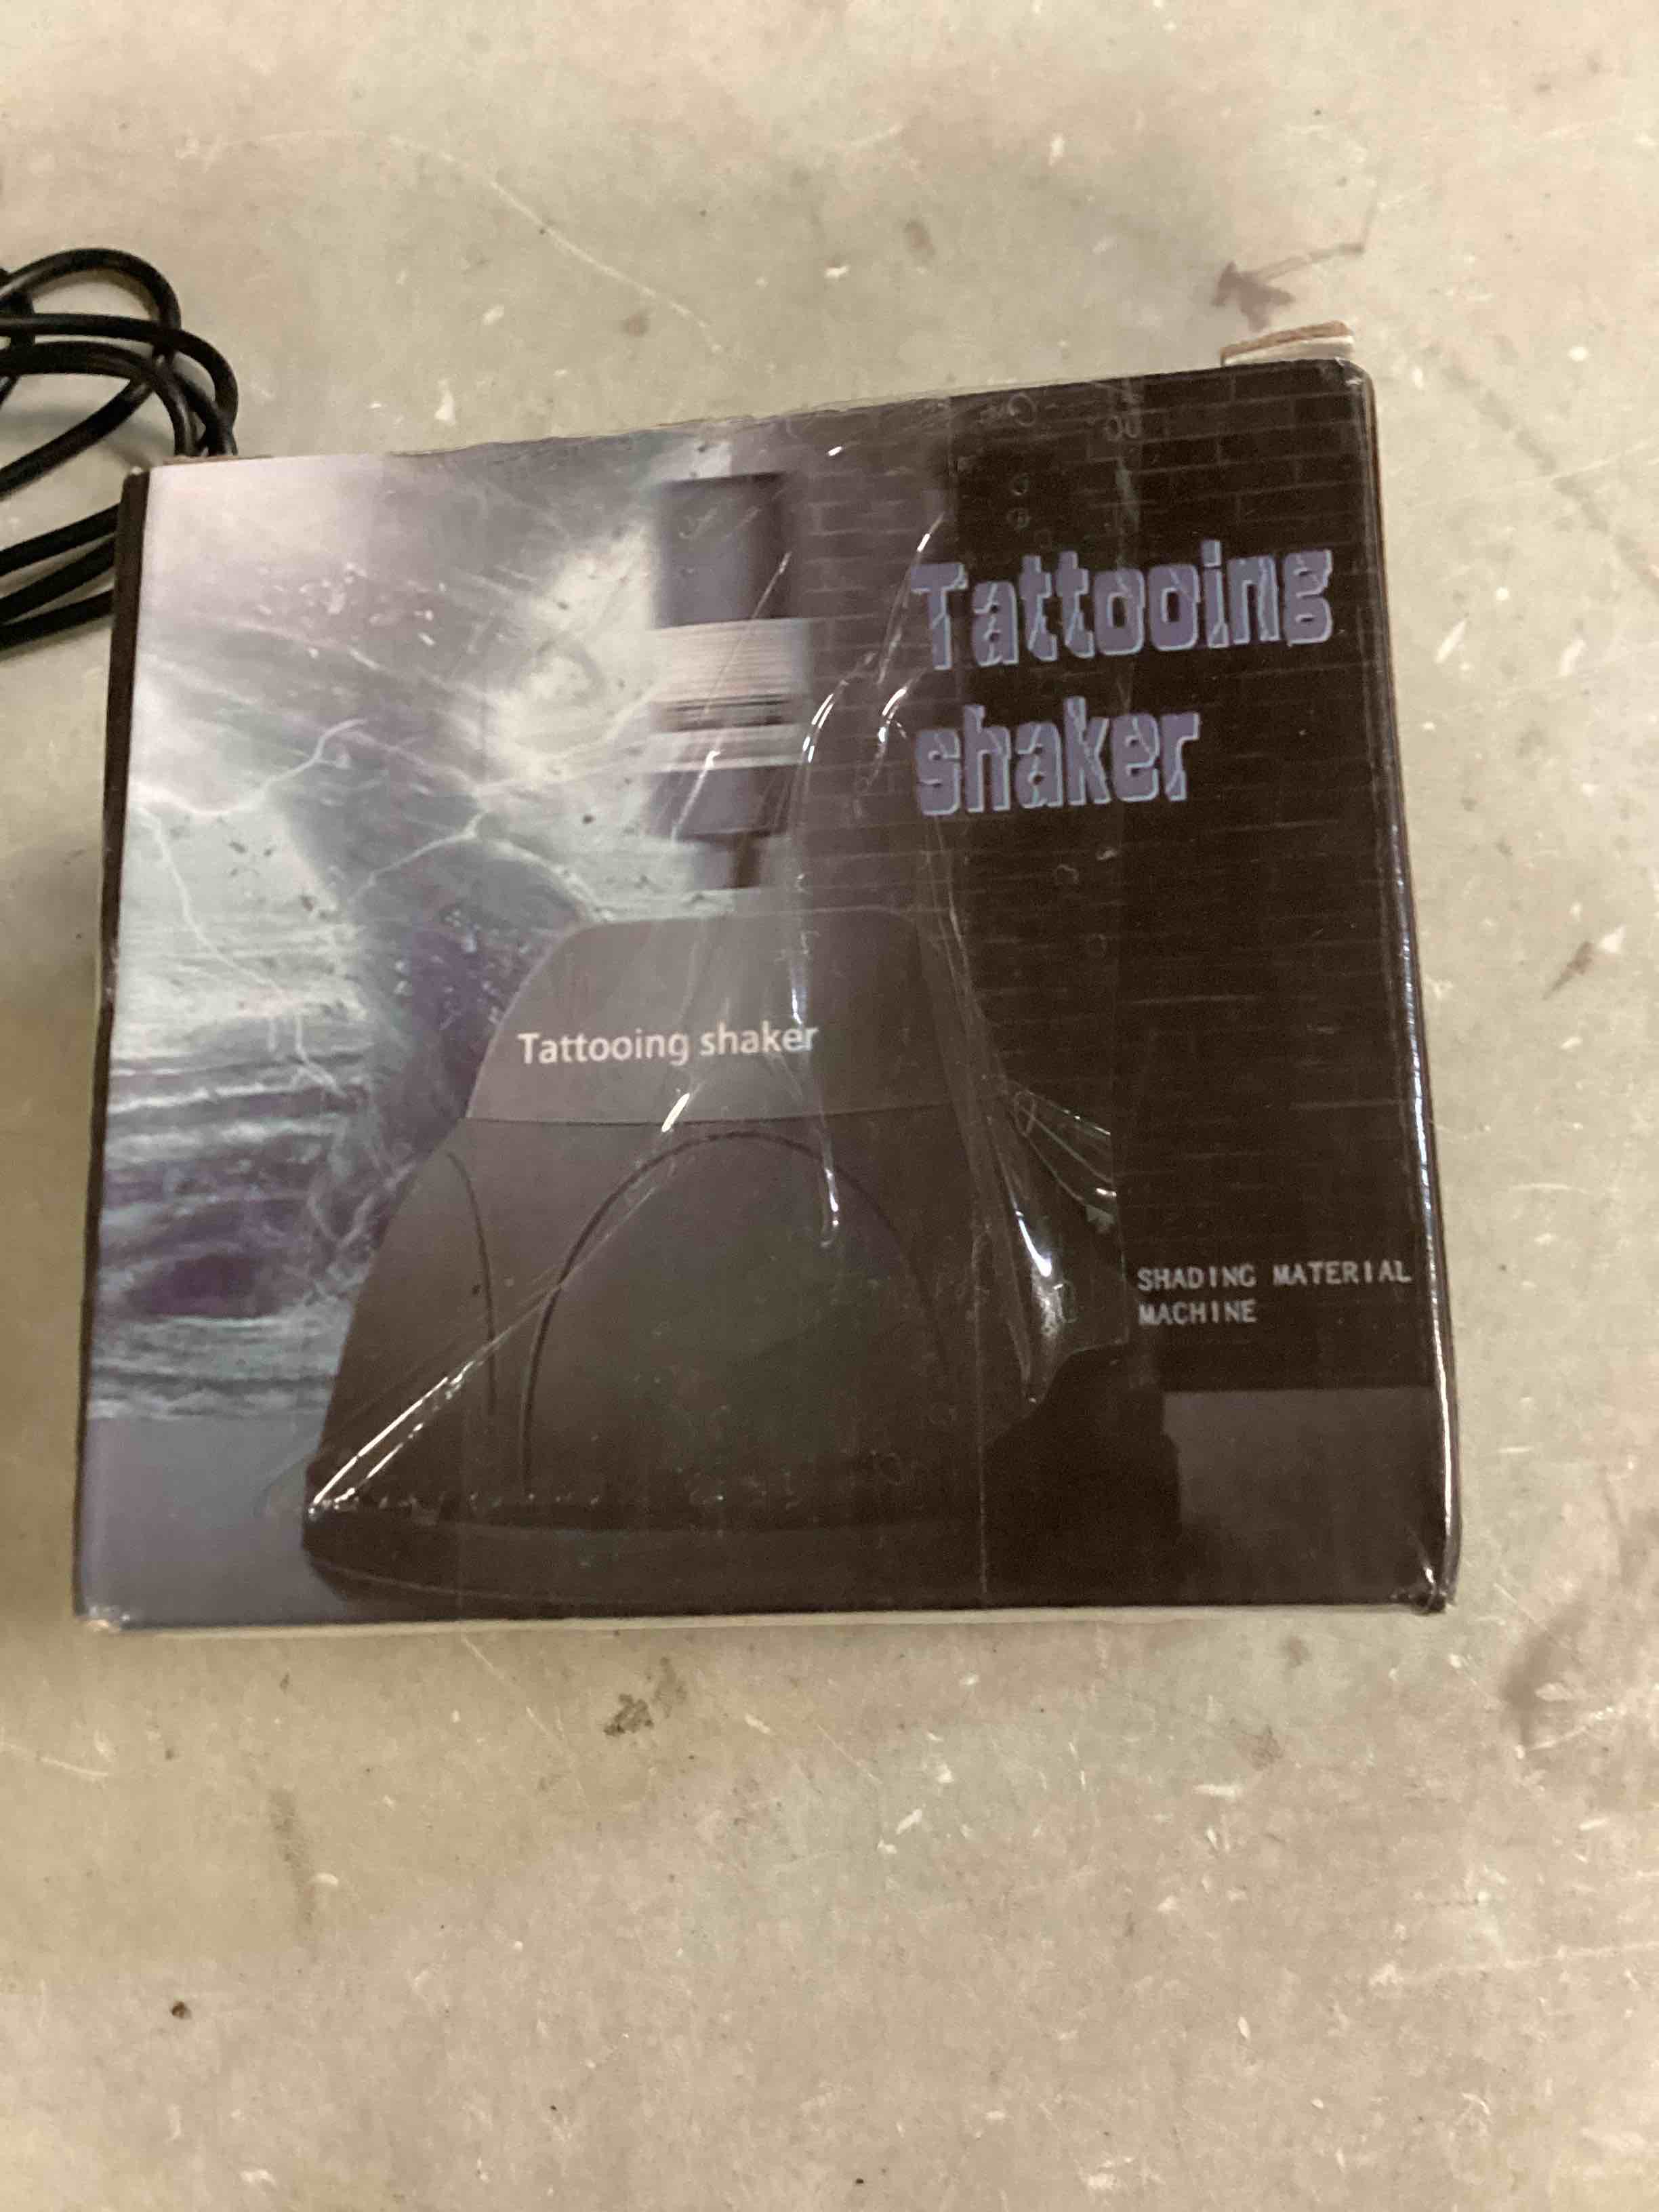 Tattooing
shaker
Tattooing shaker
SHADING MATERIAL
MACHINE